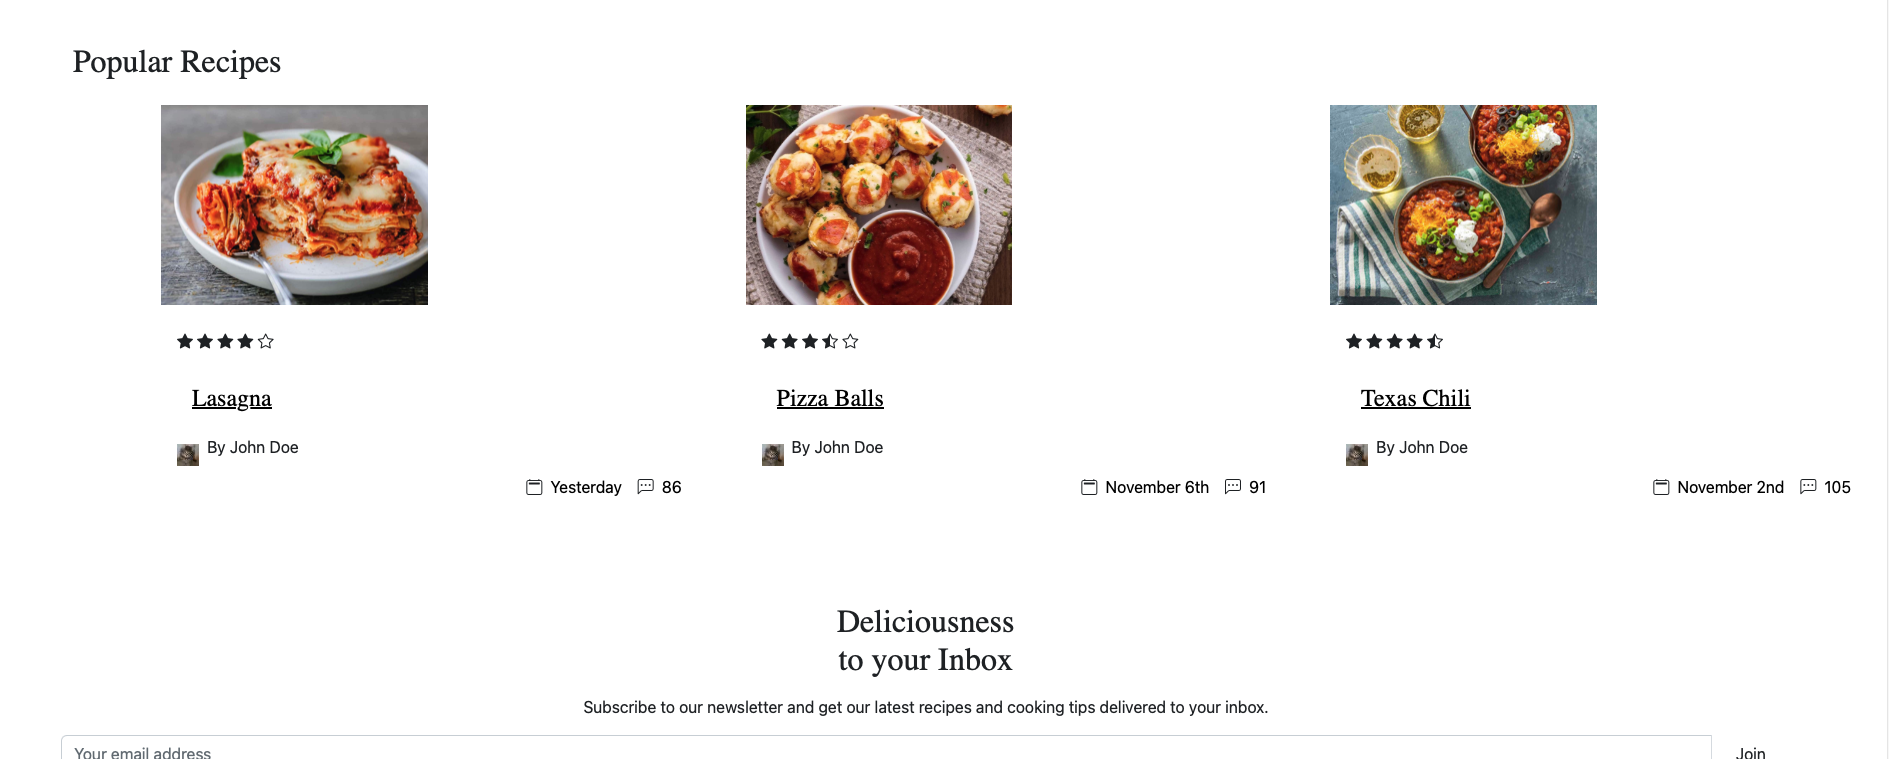 Popular Recipes
Lasagna
By John Doe
Yesterday 86
Pizza Balls
By John Doe
November 6th 91
Texas Chili
By John Doe
November 2nd 105
Deliciousness
to your Inbox
Subscribe to our newsletter and get our latest recipes and cooking tips delivered to your inbox.
Your email address
Join